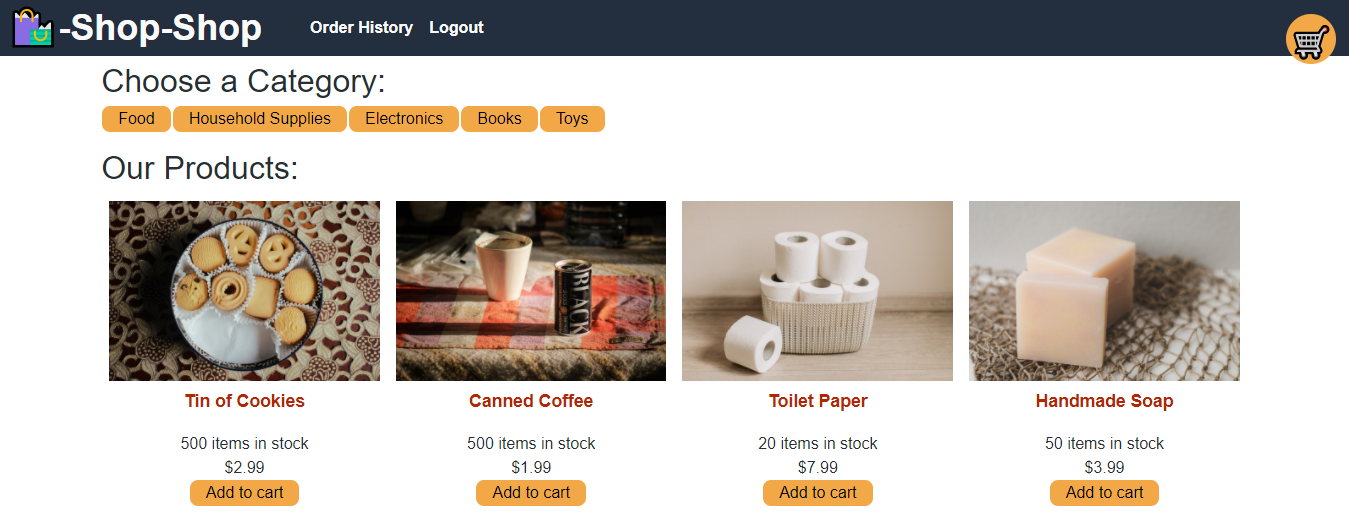 -Shop-Shop Order History Logout
Choose a Category:
Food Household Supplies Electronics Books Toys
Our Products:
BLACK
Tin of Cookies Canned Coffee Toilet Paper Handmade Soap
500 items in stock 500 items in stock 20 items in stock 50 items in stock
$2.99 $1.99 $7.99 $3.99
Add to cart Add to cart Add to cart Add to cart